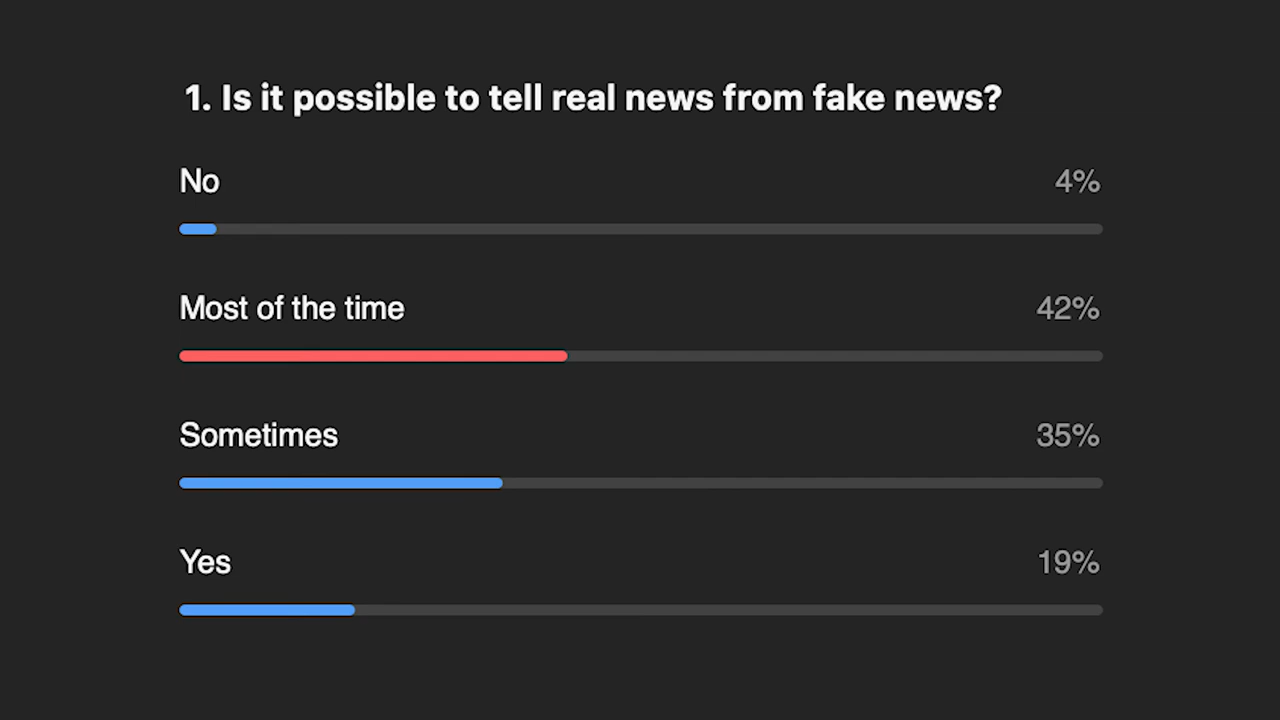 1. Is it possible to tell real news from fake news?
No 4%
Most of the time 42%
Sometimes 35%
Yes 19%